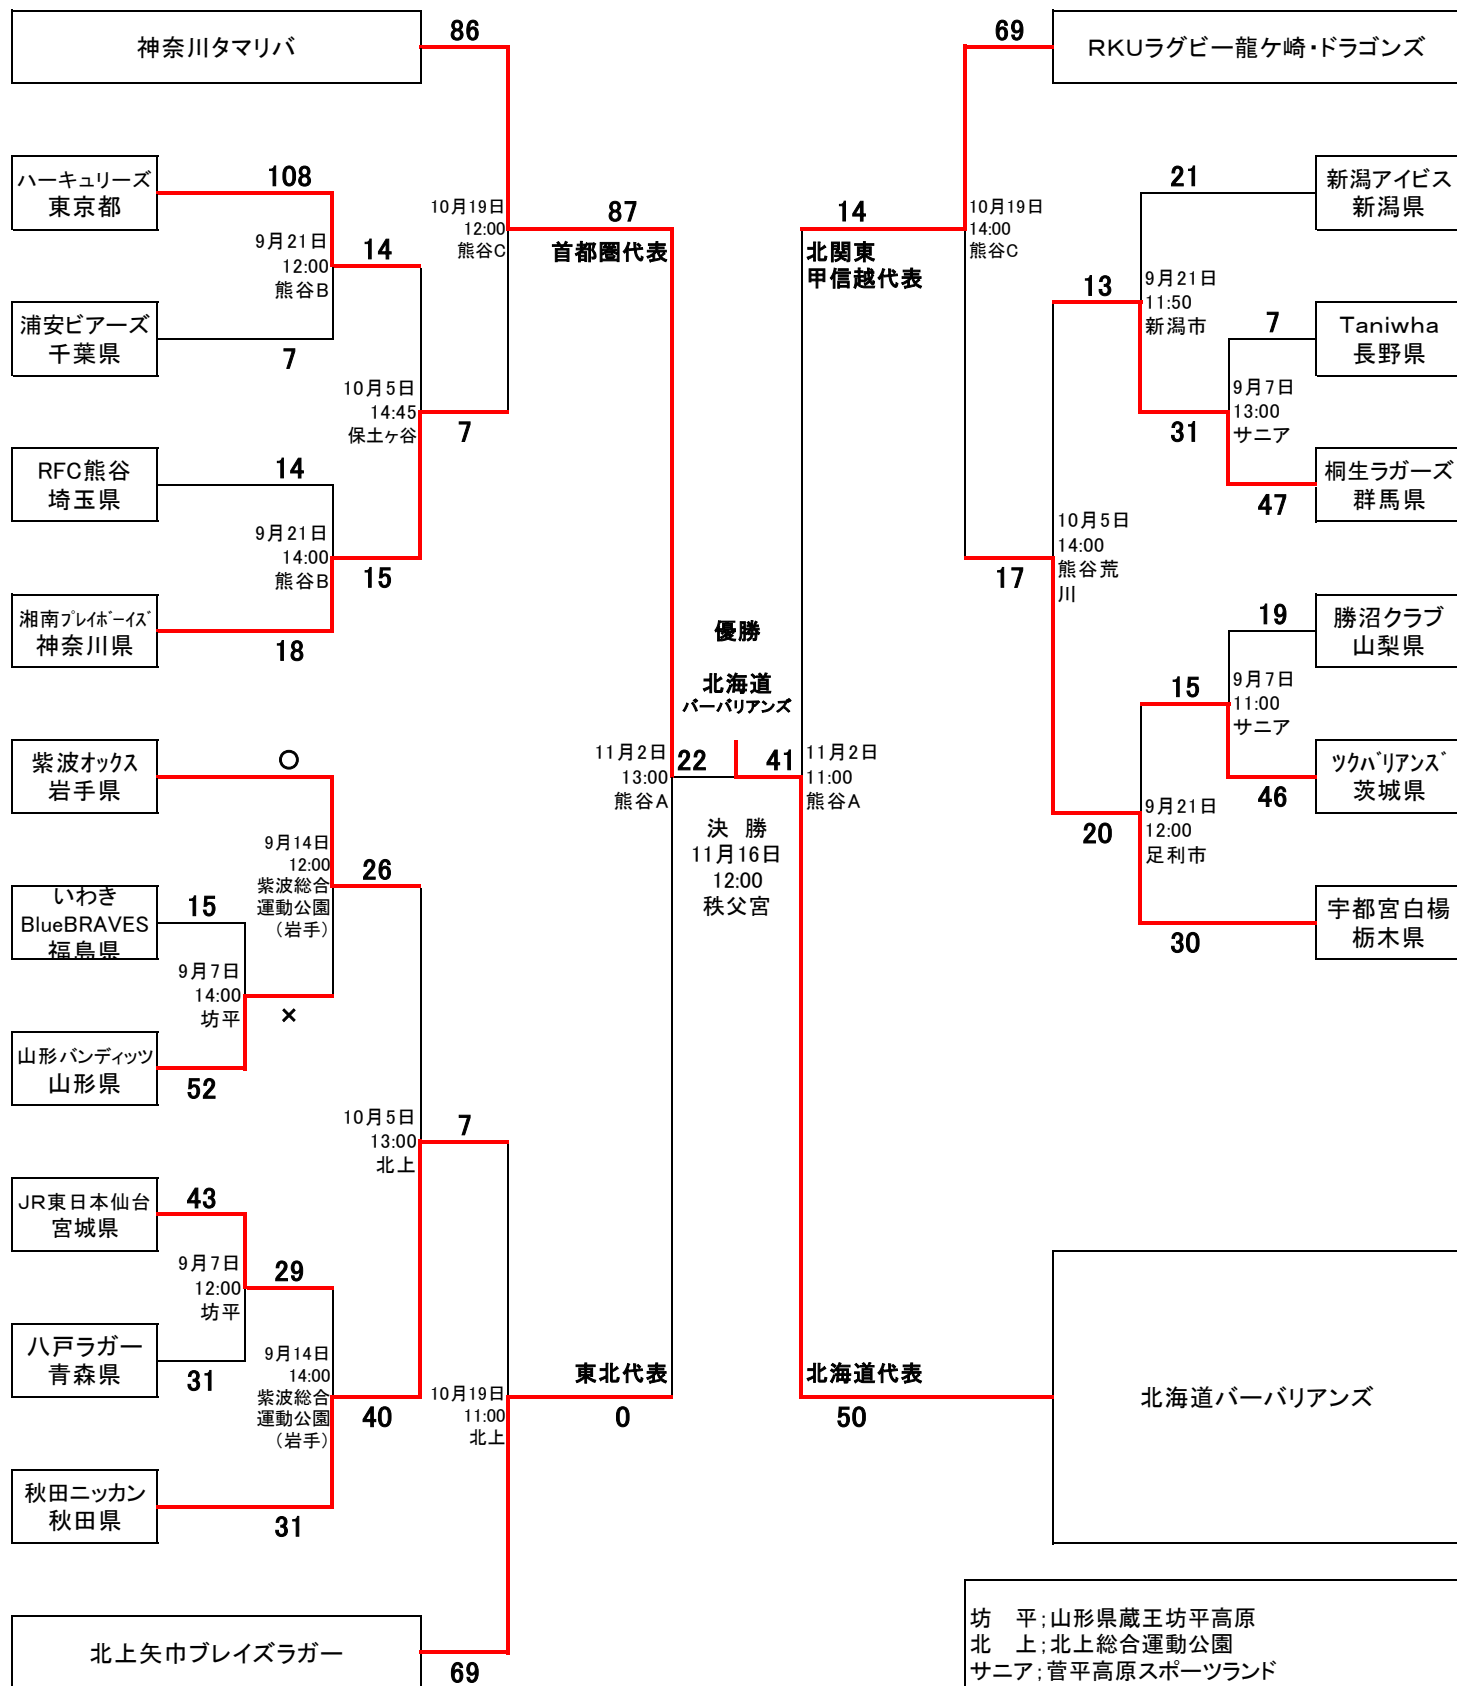 神奈川タマリバ
86
69
RKUラグビー龍ケ崎・ドラゴンズ
ハーキュリーズ
東京都
108
9月21日
12:00
熊谷B
14
浦安ビアーズ
千葉県
7
10月19日
12:00
熊谷C
87
首都圏代表
10月5日
14:45
保土ヶ谷
7
RFC熊谷
埼玉県
14
9月21日
14:00
熊谷B
15
湘南プレイボーイズ
神奈川県
18
紫波オックス
岩手県
○
9月14日
12:00
紫波総合
運動公園
(岩手)
26
いわき
BlueBRAVES
福島県
15
9月7日
14:00
坊平
×
山形バンディッツ
山形県
52
10月5日
13:00
北上
7
JR東日本仙台
宮城県
43
9月7日
12:00
坊平
29
八戸ラガー
青森県
31
9月14日
14:00
紫波総合
運動公園
(岩手)
40
秋田ニッカン
秋田県
31
10月19日
11:00
北上
東北代表
0
北上矢巾ブレイズラガー
69
優勝
北海道
バーバリアンズ
11月2日
13:00
熊谷A
22
41
11月2日
11:00
熊谷A
決 勝
11月16日
12:00
秩父宮
14
北関東
甲信越代表
10月19日
14:00
熊谷C
21
新潟アイビス
新潟県
13
9月21日
11:50
新潟市
7
Taniwha
長野県
9月7日
13:00
サニア
31
桐生ラガーズ
群馬県
47
10月5日
14:00
熊谷荒
川
17
19
勝沼クラブ
山梨県
15
9月7日
11:00
サニア
ツクバリアンズ
茨城県
46
20
9月21日
12:00
足利市
宇都宮白楊
栃木県
30
北海道代表
50
北海道バーバリアンズ
坊 平;山形県蔵王坊平高原
北 上;北上総合運動公園
サニア;菅平高原スポーツランド